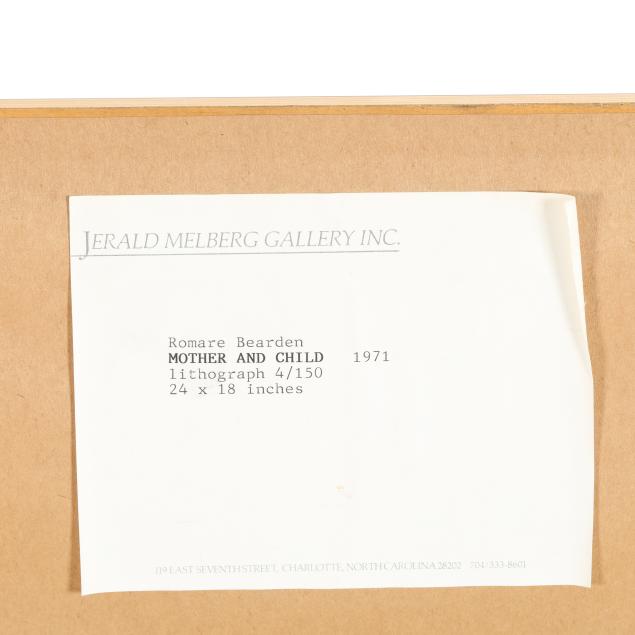 JERALD MELBERG GALLERY INC.
Romare Bearden
MOTHER AND CHILD 1971
lithograph 4/150
24 x 18 inches
119 EAST SEVENTH STREET, CHARLOTTE, NORTH CAROLINA 28202 704/333-8601